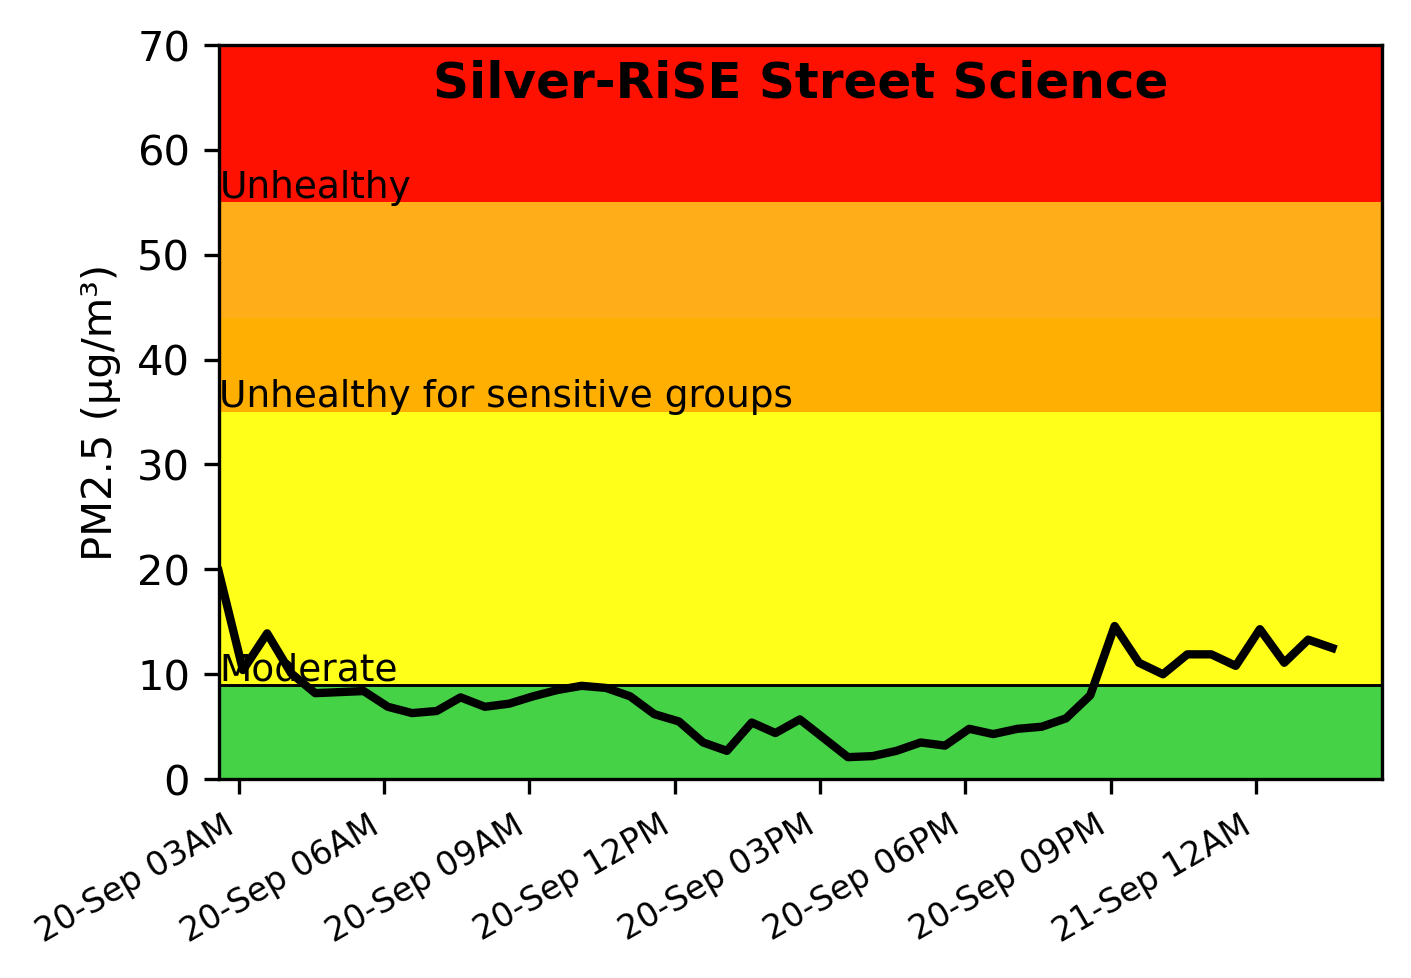 Silver-RiSE Street Science
PM2.5 (µg/m³)
70
60
Unhealthy
50
40
Unhealthy for sensitive groups
30
20
Moderate
10
0
20-Sep 03AM
20-Sep 06AM
20-Sep 09AM
20-Sep 12PM
20-Sep 03PM
20-Sep 06PM
20-Sep 09PM
21-Sep 12AM